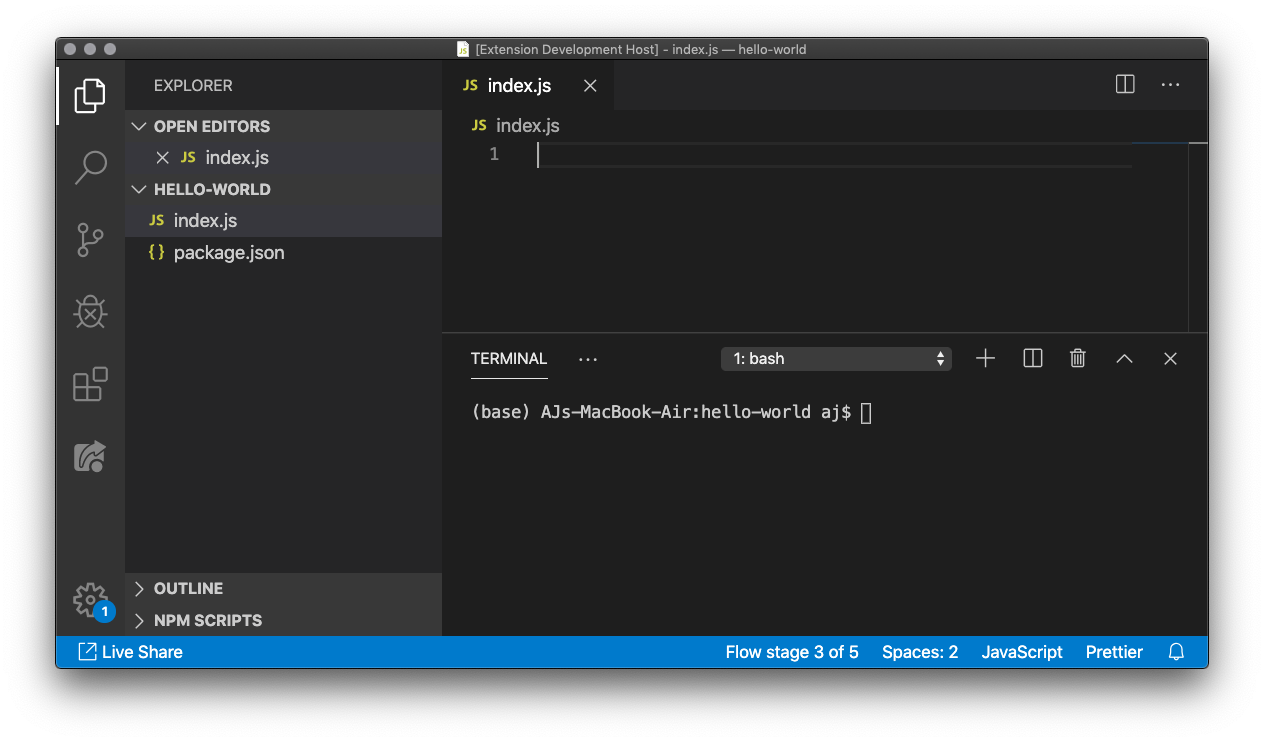 [Extension Development Host] - index.js — hello-world
EXPLORER
OPEN EDITORS
JS index.js
HELLO-WORLD
JS index.js
{} package.json
OUTLINE
NPM SCRIPTS
1
JS index.js
JS index.js
1
TERMINAL ···
1: bash
(base) AJs-MacBook-Air:hello-world aj$
Live Share
Flow stage 3 of 5 Spaces: 2 JavaScript Prettier